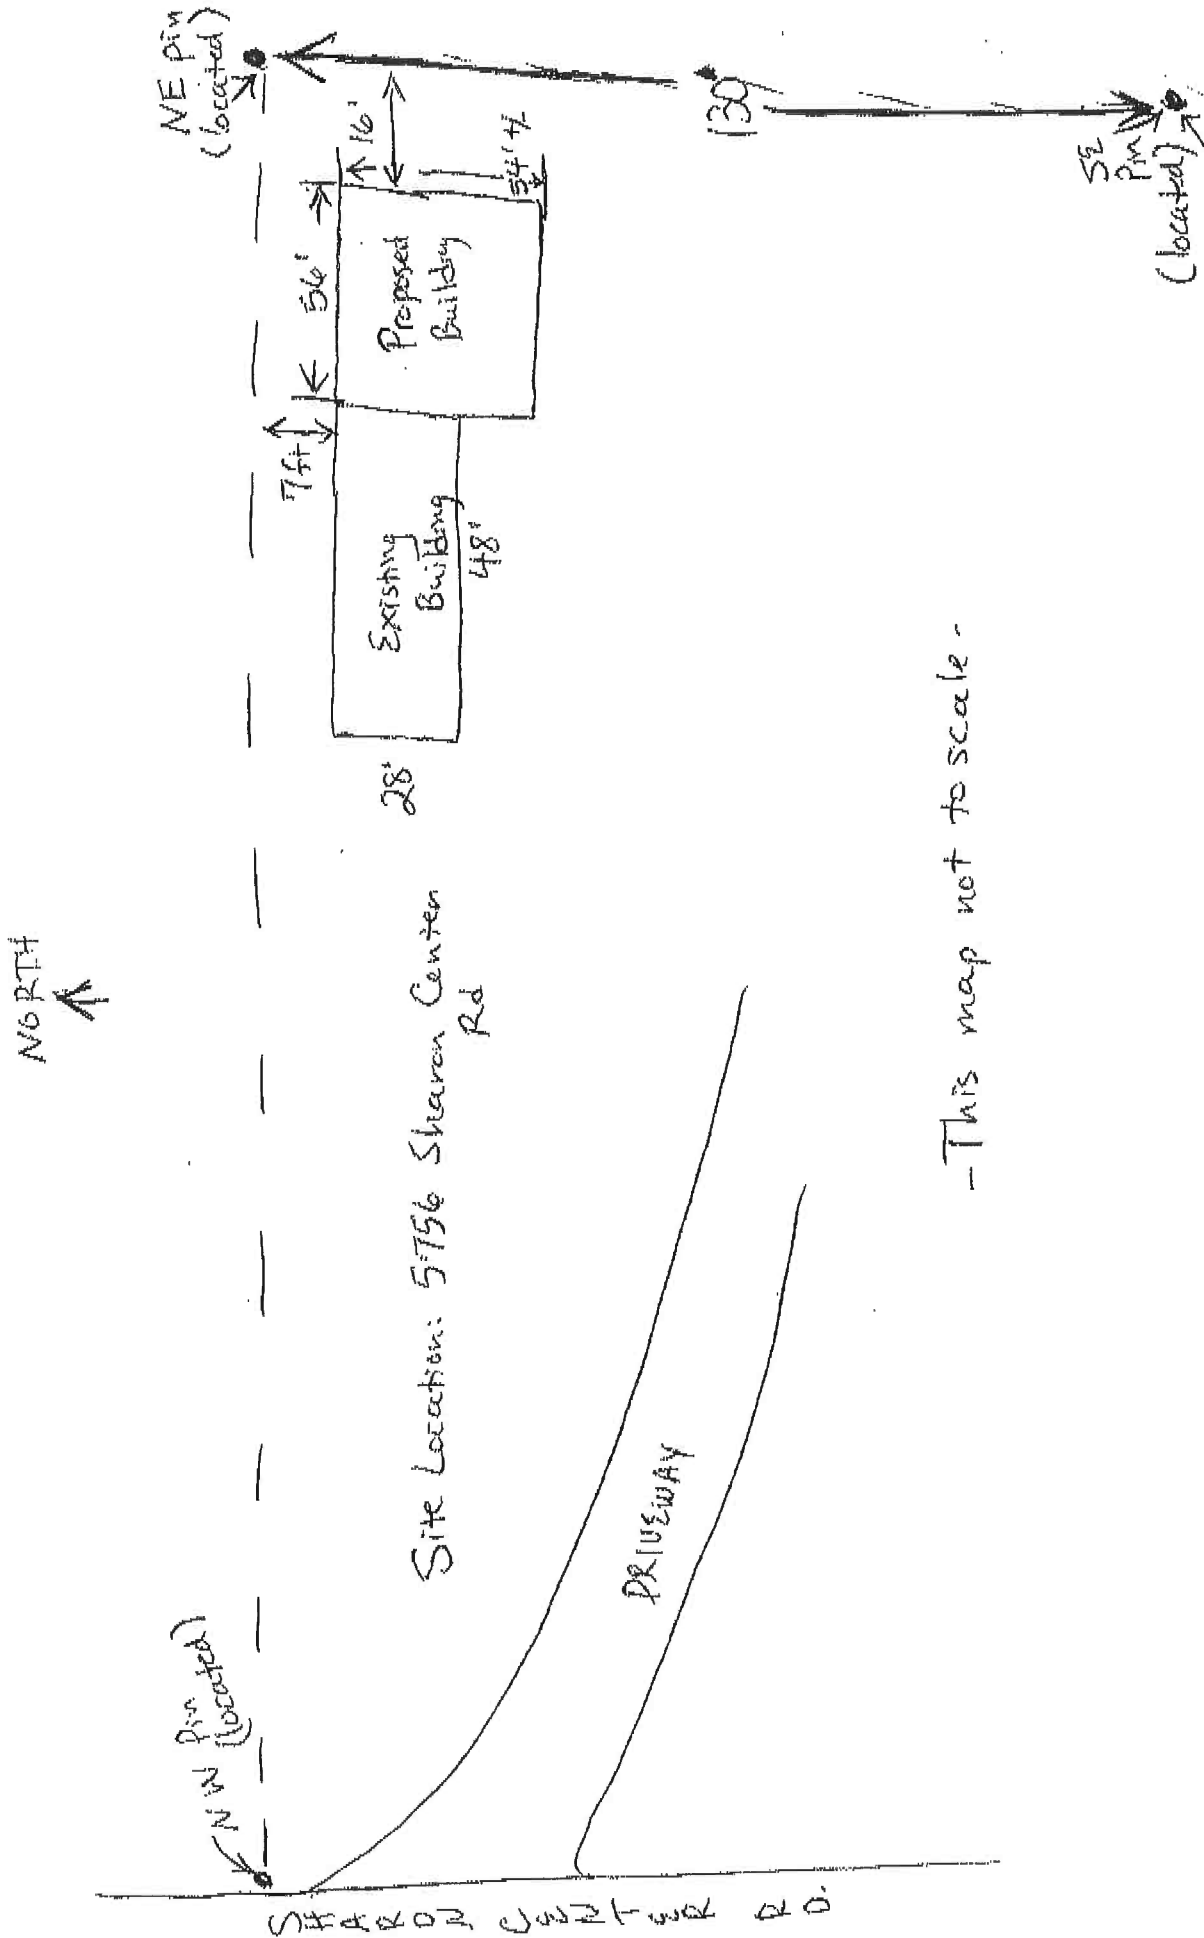 NORTH
NW Pin
(located)
NE pin
(located)
7ft
56'
16'
54' +/-
Proposed
Building
Existing
Building
28'
48'
130
SE
Pin
(located)
Site Location: 5756 Sharon Center
Rd
DRIVEWAY
SHARON CENTER RD.
-This map not to scale-